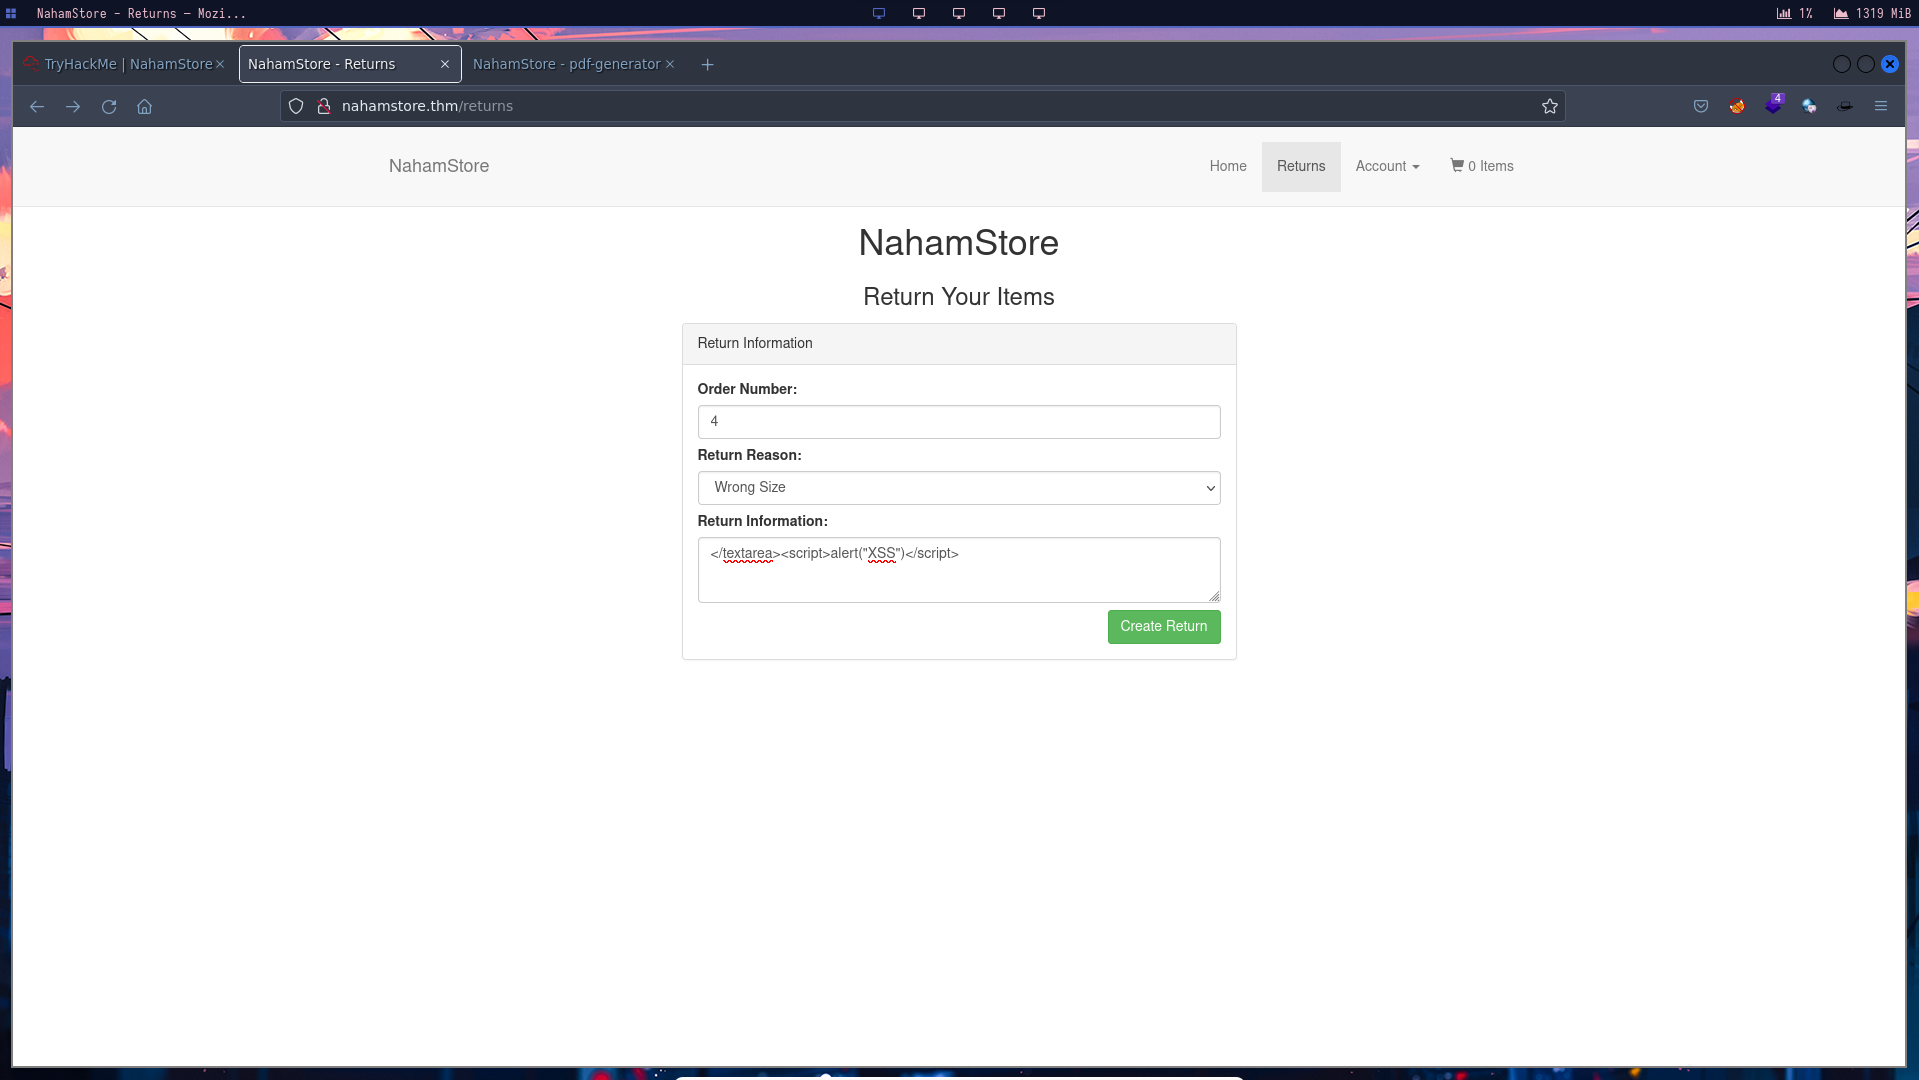 NahamStore - Returns — Mozi...
1%
1319 MiB
TryHackMe | NahamStore
NahamStore - Returns
NahamStore - pdf-generator
nahamstore.thm/returns
4
NahamStore
Home
Returns
Account
0 Items
NahamStore
Return Your Items
Return Information
Order Number:
4
Return Reason:
Wrong Size
Return Information:
</textarea><script>alert("XSS")</script>
Create Return